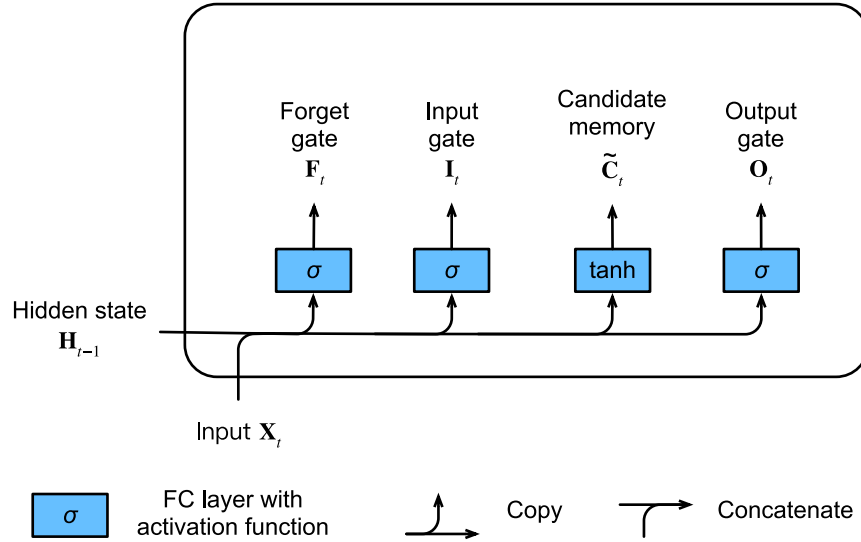 Forget
gate
F_t
Input
gate
I_t
Candidate
memory
C̃_t
Output
gate
O_t
σ
σ
tanh
σ
Hidden state
H_{t−1}
Input X_t
σ
FC layer with
activation function
Copy
Concatenate